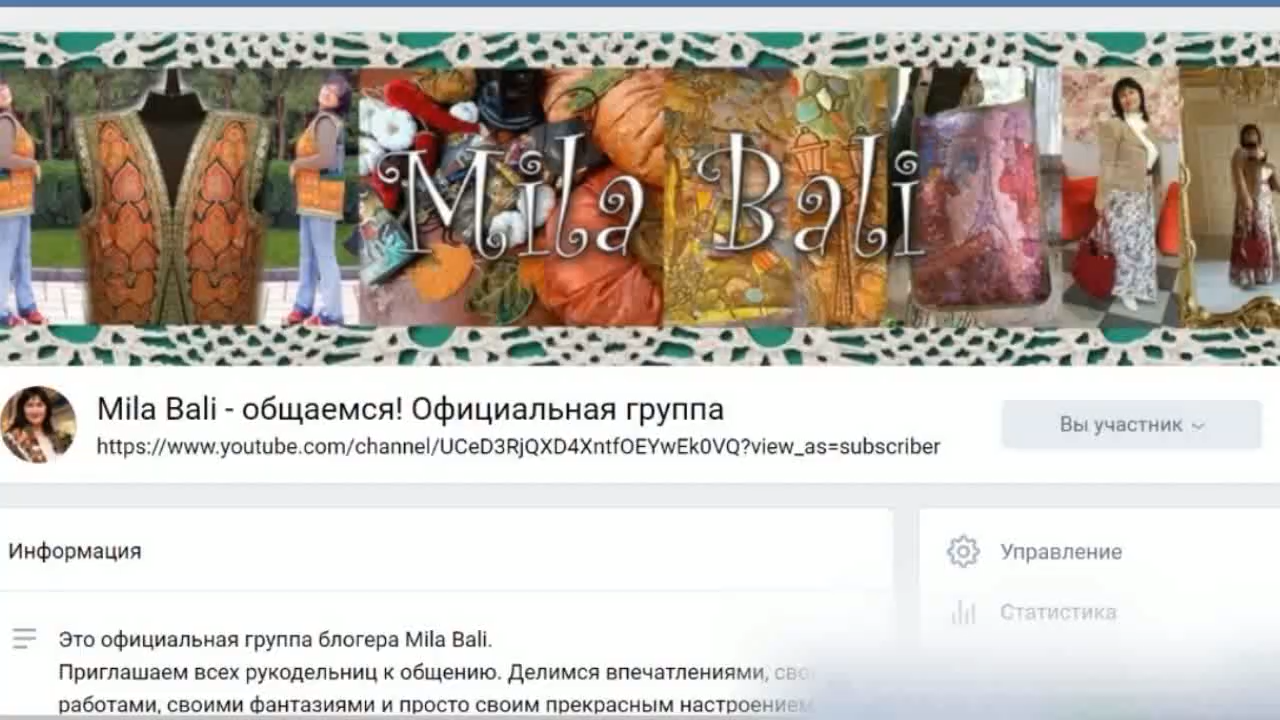 Mila Bali
Mila Bali - общаемся! Официальная группа
https://www.youtube.com/channel/UCeD3RjQXD4XntfOEYwEk0VQ?view_as=subscriber
Вы участник
Информация
Управление
Статистика
Это официальная группа блогера Mila Bali.
Приглашаем всех рукодельниц к общению. Делимся впечатлениями,
работами, своими фантазиями и просто своим прекрасным настроением